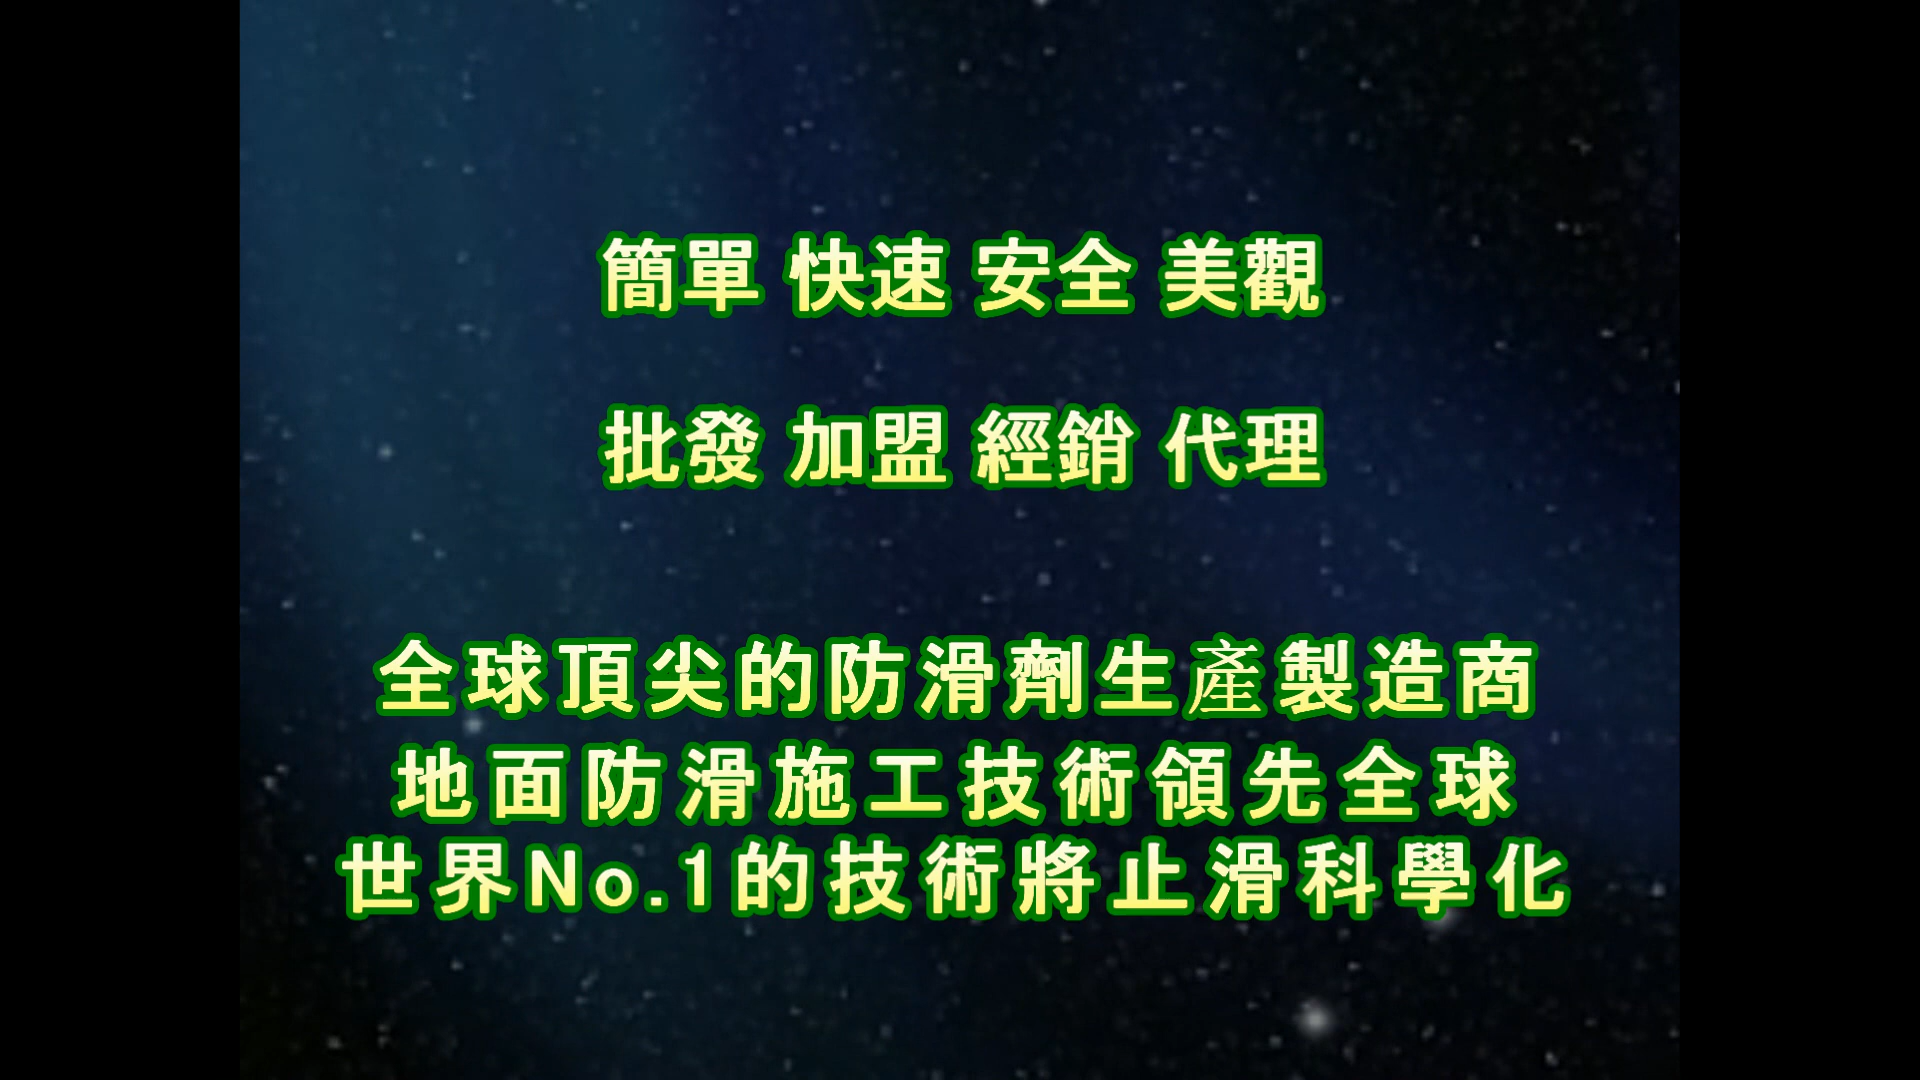 簡單 快速 安全 美觀
批發 加盟 經銷 代理
全球頂尖的防滑劑生產製造商
地面防滑施工技術領先全球
世界No.1的技術將止滑科學化